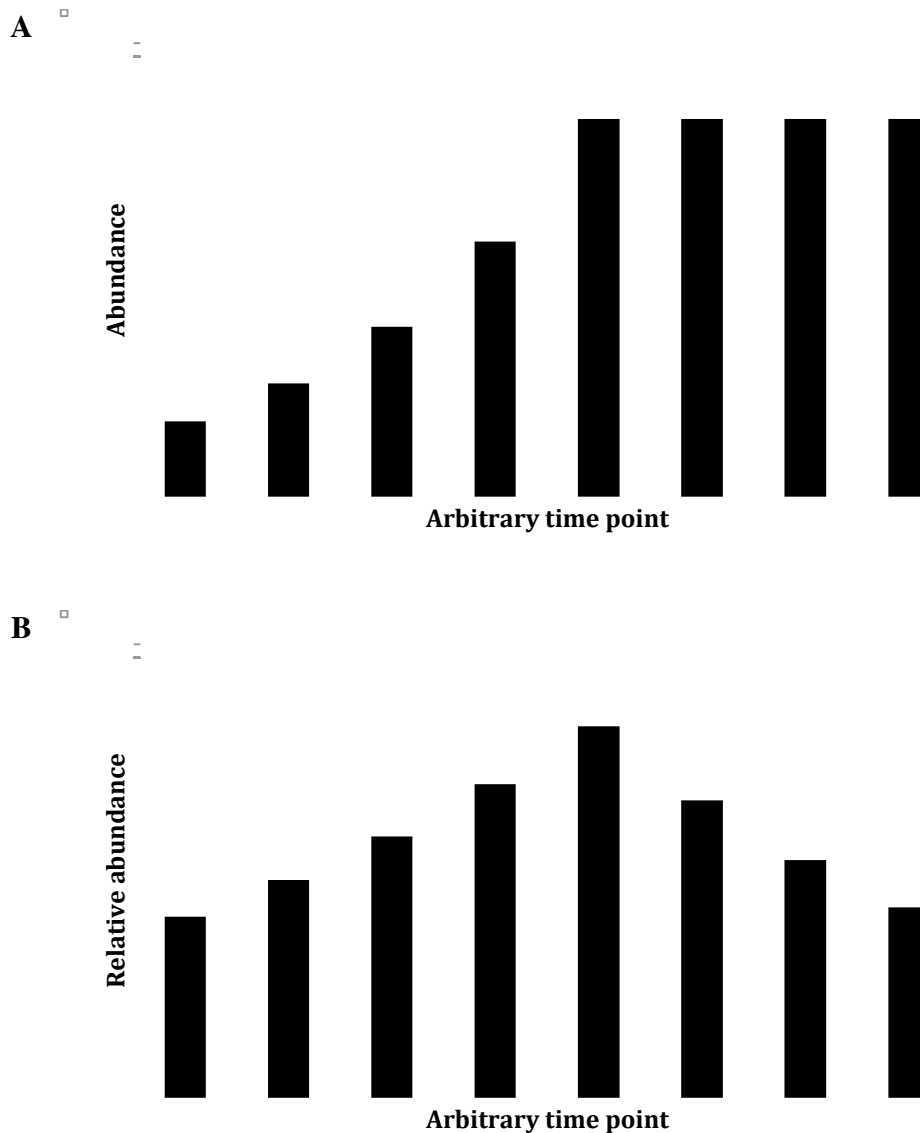 A
Abundance
Arbitrary time point
B
Relative abundance
Arbitrary time point